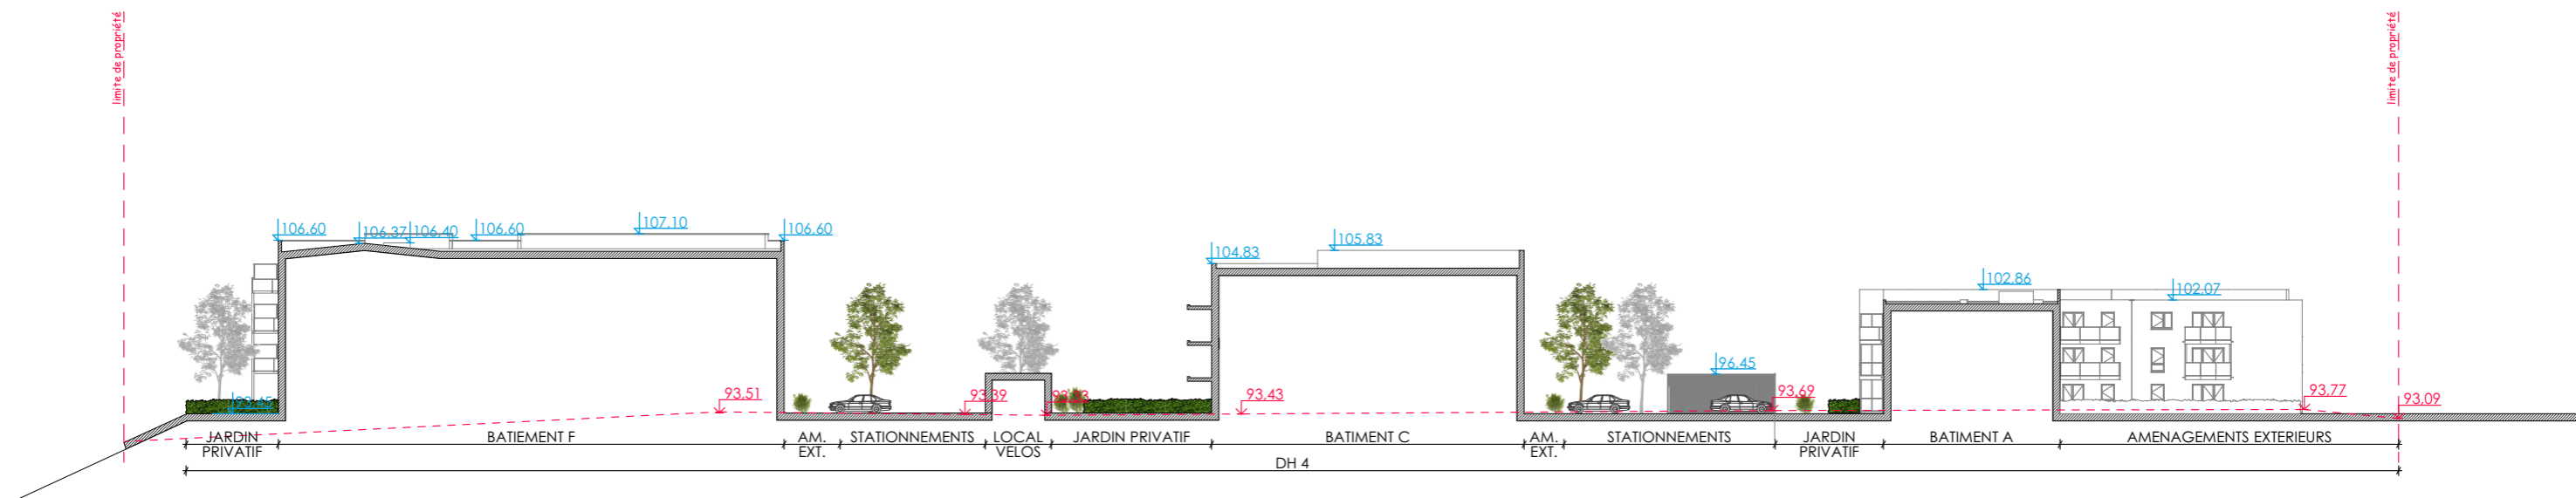 limite de propriété
limite de propriété
107,10
106,60
106,37
106,40
106,60
106,60
105,83
104,83
102,86
102,07
96,45
93,45
93,51
93,39
93,43
93,69
93,77
93,09
JARDIN
PRIVATIF
BATIEMENT F
AM.
EXT.
STATIONNEMENTS
LOCAL
VELOS
JARDIN PRIVATIF
BATIMENT C
AM.
EXT.
STATIONNEMENTS
JARDIN
PRIVATIF
BATIMENT A
AMENAGEMENTS EXTERIEURS
DH 4